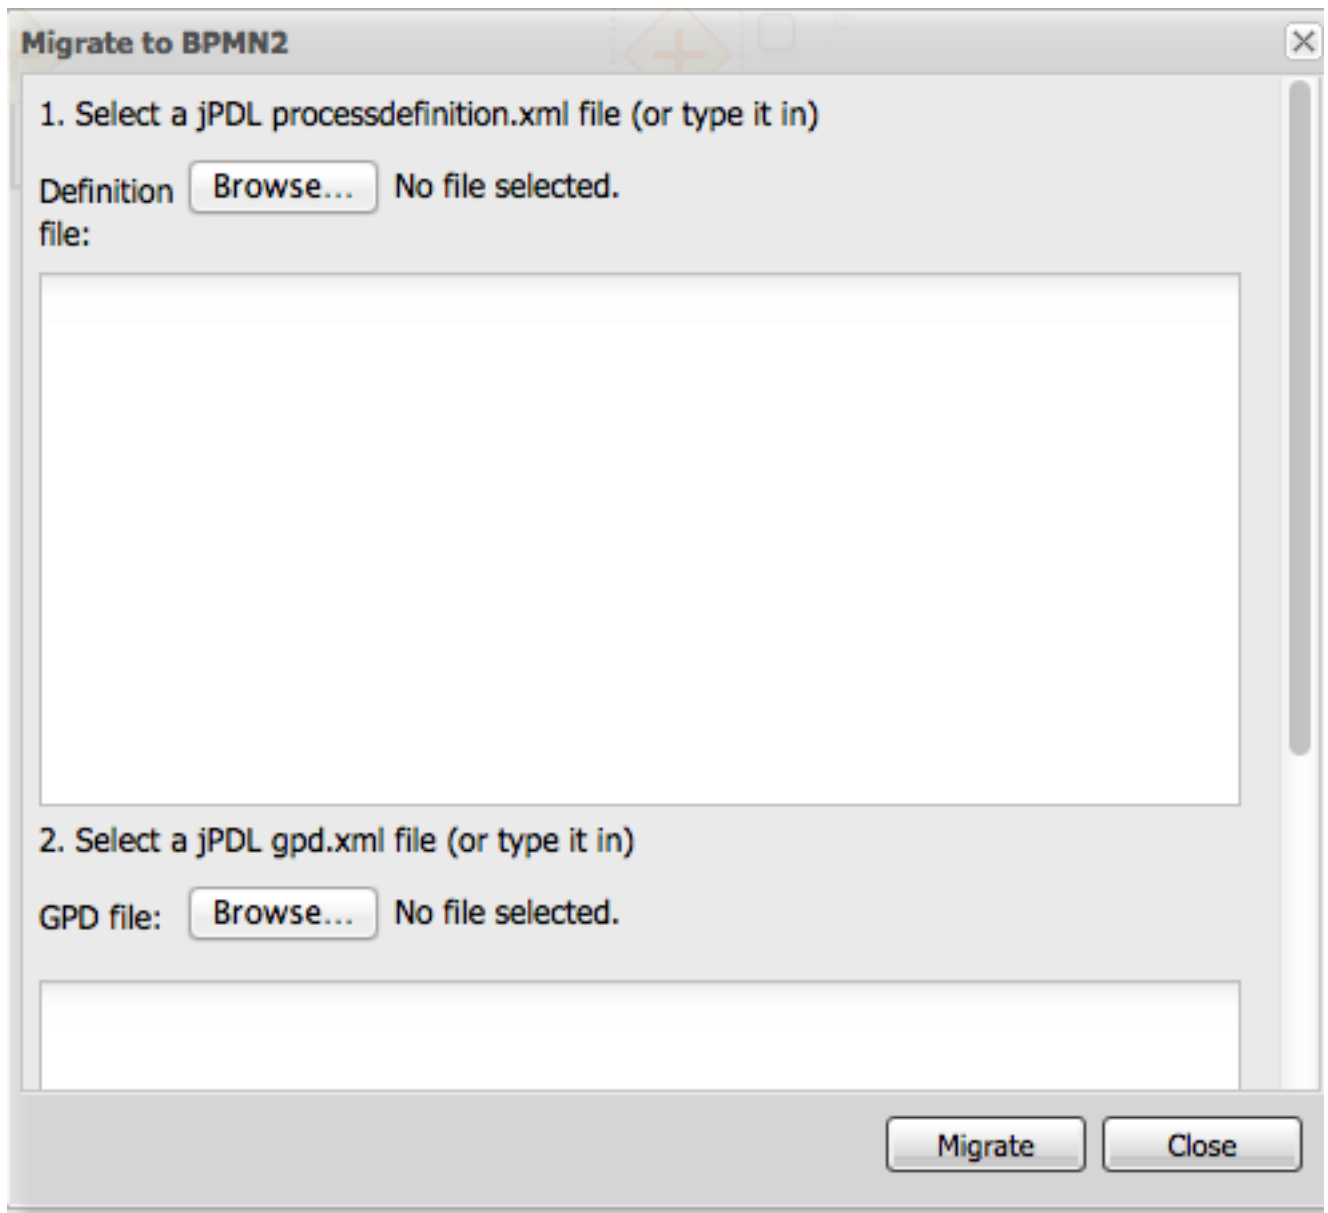 Migrate to BPMN2
1. Select a jPDL processdefinition.xml file (or type it in)
Definition file:
Browse... No file selected.
2. Select a jPDL gpd.xml file (or type it in)
GPD file: Browse... No file selected.
Migrate Close